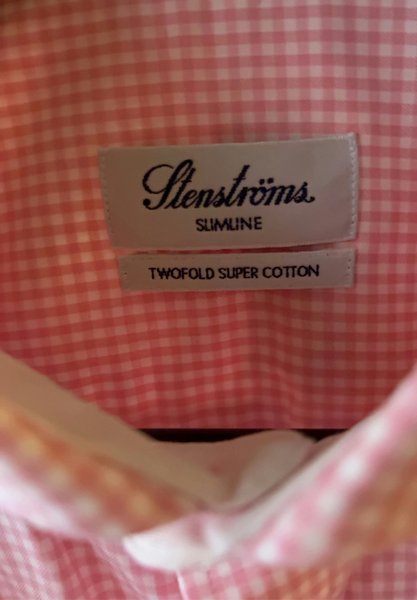 Stenströms
SLIMLINE
TWOFOLD SUPER COTTON